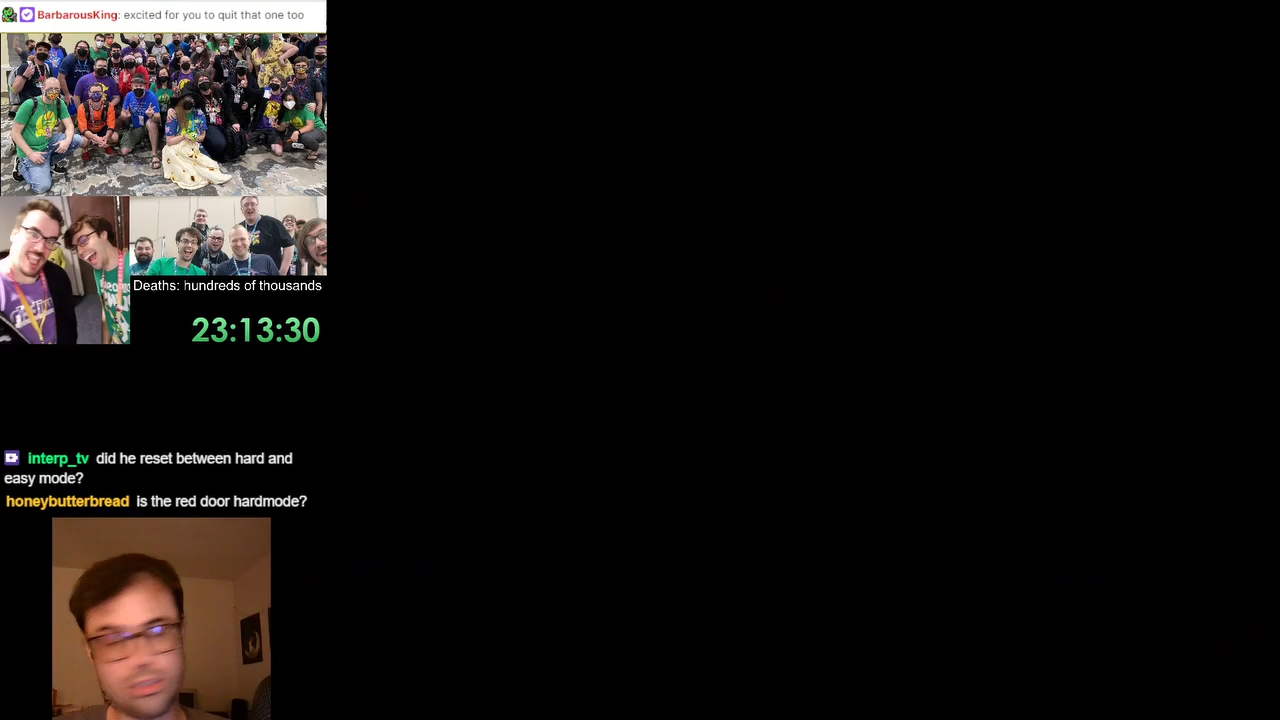 BarbarousKing: excited for you to quit that one too
Deaths: hundreds of thousands
23:13:30
interp_tv did he reset between hard and
easy mode?
honeybutterbread is the red door hardmode?